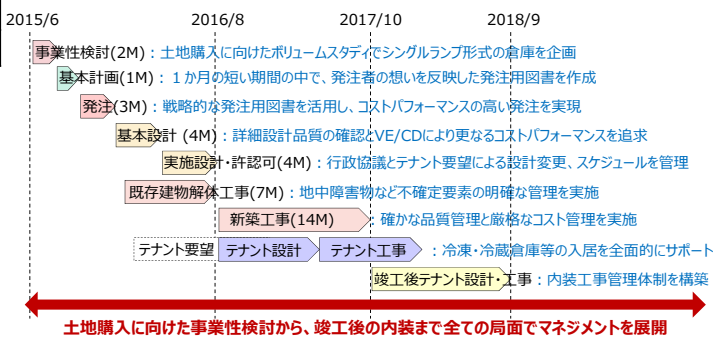 2015/6 2016/8 2017/10 2018/9
事業性検討(2M)：土地購入に向けたボリュームスタディでシングルランプ形式の倉庫を企画
基本計画(1M)：１か月の短い期間の中で、発注者の想いを反映した発注用図書を作成
発注(3M)：戦略的な発注用図書を活用し、コストパフォーマンスの高い発注を実現
基本設計 (4M)：詳細設計品質の確認とVE/CDにより更なるコストパフォーマンスを追求
実施設計・許認可(4M)：行政協議とテナント要望による設計変更、スケジュールを管理
既存建物解体工事(7M)：地中障害物など不確定要素の明確な管理を実施
新築工事(14M)：確かな品質管理と厳格なコスト管理を実施
テナント要望 テナント設計 テナント工事 ：冷凍・冷蔵倉庫等の入居を全面的にサポート
竣工後テナント設計・工事：内装工事管理体制を構築
土地購入に向けた事業性検討から、竣工後の内装まで全ての局面でマネジメントを展開